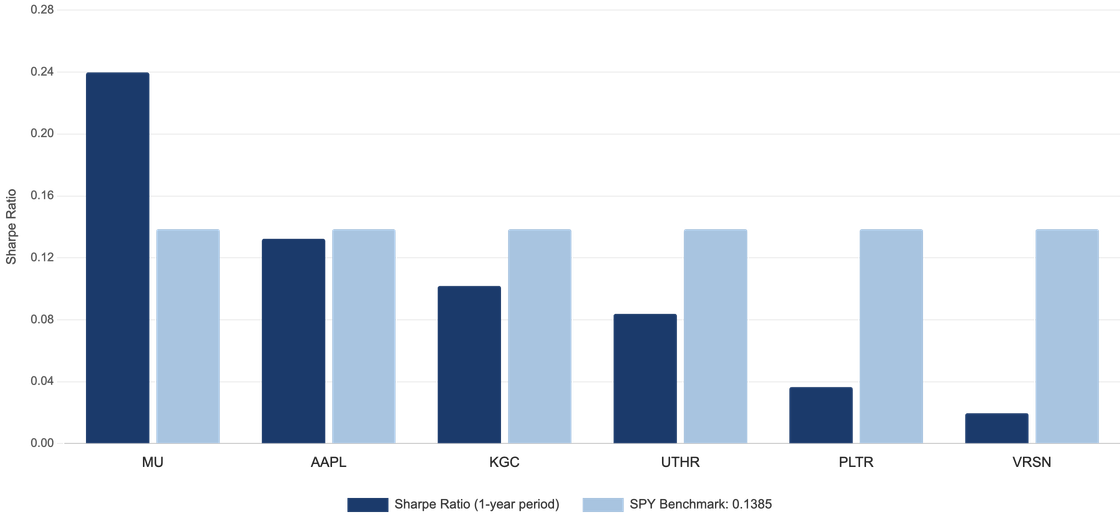 0.28
0.24
0.20
0.16
0.12
0.08
0.04
0.00
Sharpe Ratio
MU AAPL KGC UTHR PLTR VRSN
Sharpe Ratio (1-year period) SPY Benchmark: 0.1385